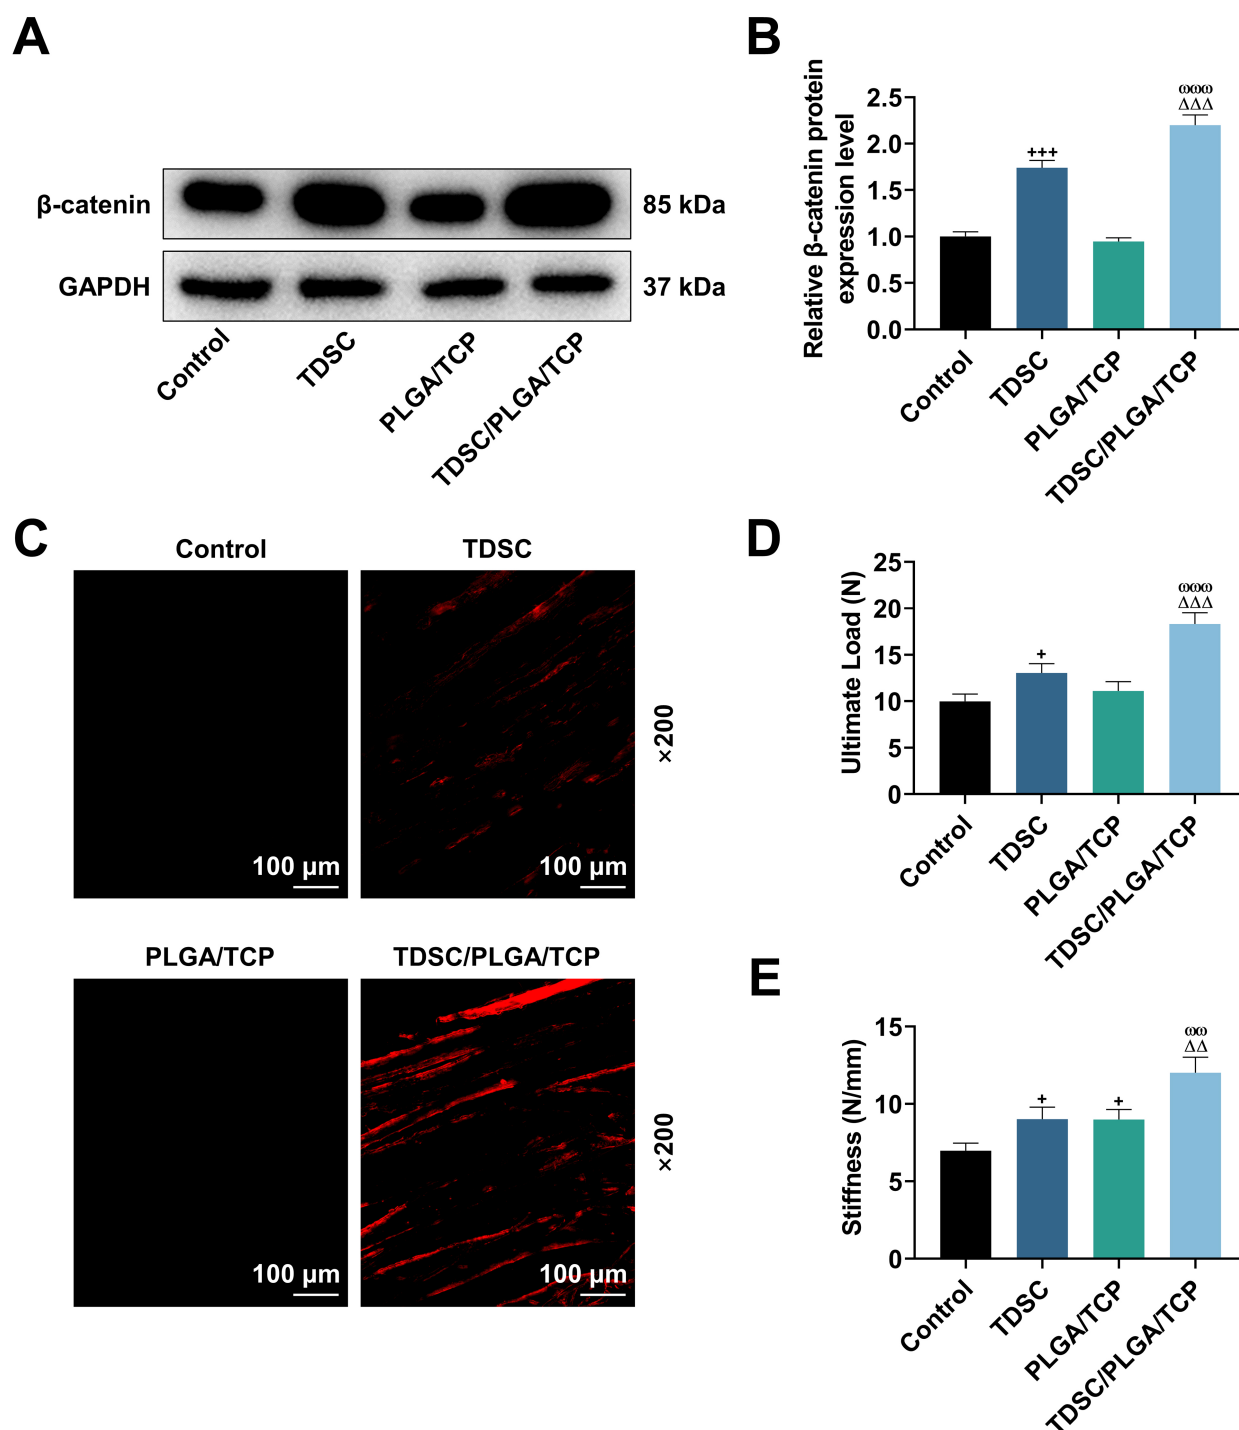 A
β-catenin
85 kDa
GAPDH
37 kDa
Control
TDSC
PLGA/TCP
TDSC/PLGA/TCP
B
Relative β-catenin protein
expression level
2.5
2.0
1.5
1.0
0.5
0.0
+++
ωωω
ΔΔΔ
Control
TDSC
PLGA/TCP
TDSC/PLGA/TCP
C
Control
TDSC
100 µm
100 µm
×200
PLGA/TCP
TDSC/PLGA/TCP
100 µm
100 µm
×200
D
Ultimate Load (N)
25
20
15
10
5
0
+
ωωω
ΔΔΔ
Control
TDSC
PLGA/TCP
TDSC/PLGA/TCP
E
Stiffness (N/mm)
15
10
5
0
+
+
ωω
ΔΔ
Control
TDSC
PLGA/TCP
TDSC/PLGA/TCP